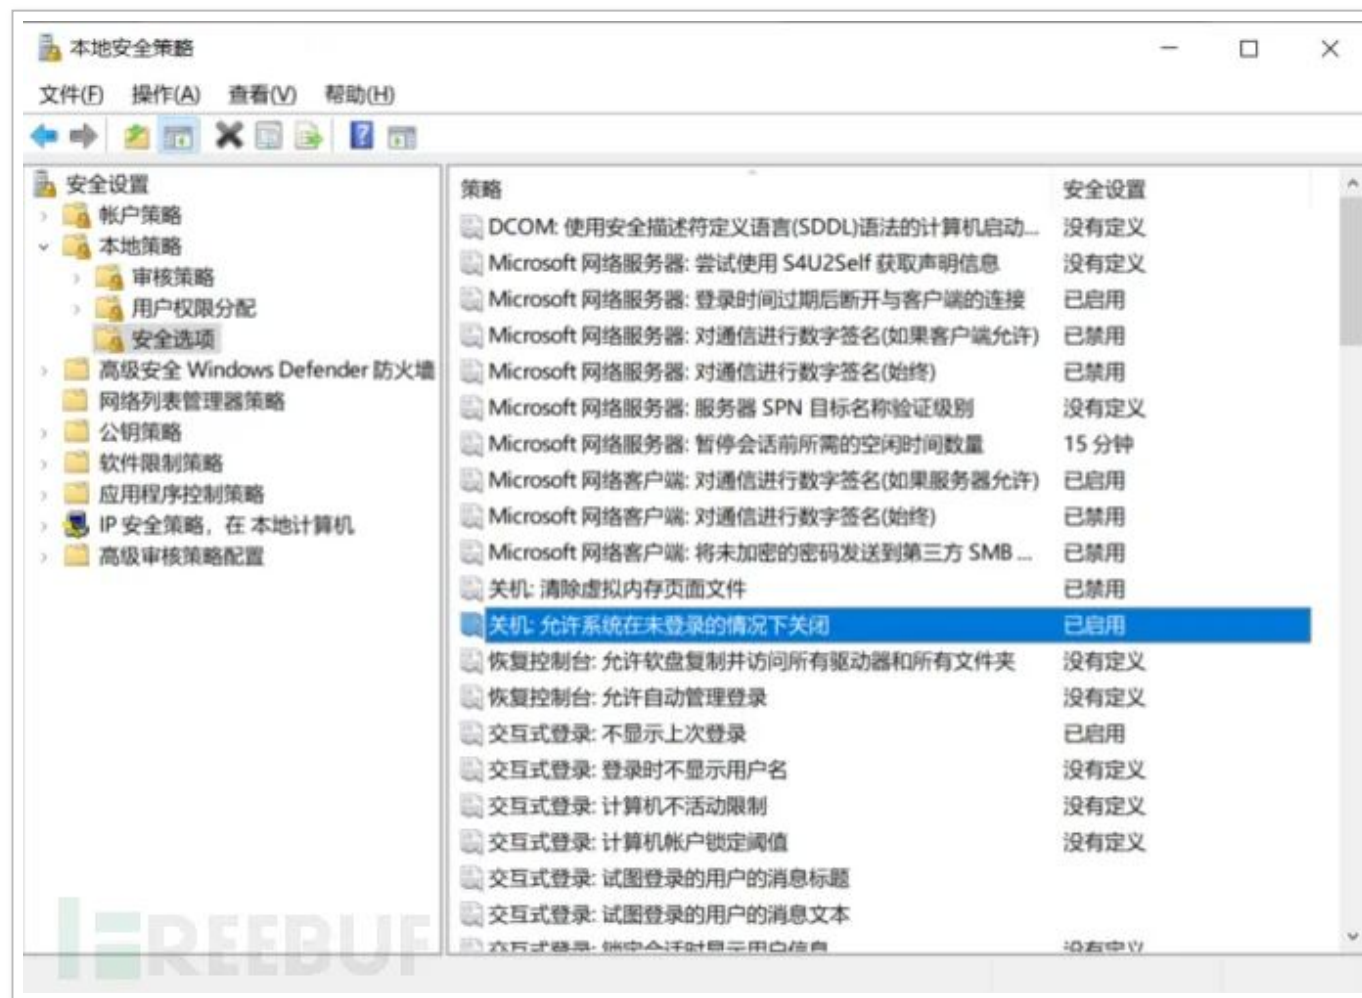 本地安全策略
文件(F) 操作(A) 查看(V) 帮助(H)
安全设置
帐户策略
本地策略
审核策略
用户权限分配
安全选项
高级安全 Windows Defender 防火墙
网络列表管理器策略
公钥策略
软件限制策略
应用程序控制策略
IP 安全策略，在 本地计算机
高级审核策略配置
策略 安全设置
DCOM: 使用安全描述符定义语言(SDDL)语法的计算机启动... 没有定义
Microsoft 网络服务器: 尝试使用 S4U2Self 获取声明信息 没有定义
Microsoft 网络服务器: 登录时间过期后断开与客户端的连接 已启用
Microsoft 网络服务器: 对通信进行数字签名(如果客户端允许) 已禁用
Microsoft 网络服务器: 对通信进行数字签名(始终) 已禁用
Microsoft 网络服务器: 服务器 SPN 目标名称验证级别 没有定义
Microsoft 网络服务器: 暂停会话前所需的空闲时间数量 15 分钟
Microsoft 网络客户端: 对通信进行数字签名(如果服务器允许) 已启用
Microsoft 网络客户端: 对通信进行数字签名(始终) 已禁用
Microsoft 网络客户端: 将未加密的密码发送到第三方 SMB ... 已禁用
关机: 清除虚拟内存页面文件 已禁用
关机: 允许系统在未登录的情况下关闭 已启用
恢复控制台: 允许软盘复制并访问所有驱动器和所有文件夹 没有定义
恢复控制台: 允许自动管理登录 没有定义
交互式登录: 不显示上次登录 已启用
交互式登录: 登录时不显示用户名 没有定义
交互式登录: 计算机不活动限制 没有定义
交互式登录: 计算机帐户锁定阈值 没有定义
交互式登录: 试图登录的用户的消息标题
交互式登录: 试图登录的用户的消息文本
交互式登录: 锁定会话时显示用户信息 没有定义
FREEBUF